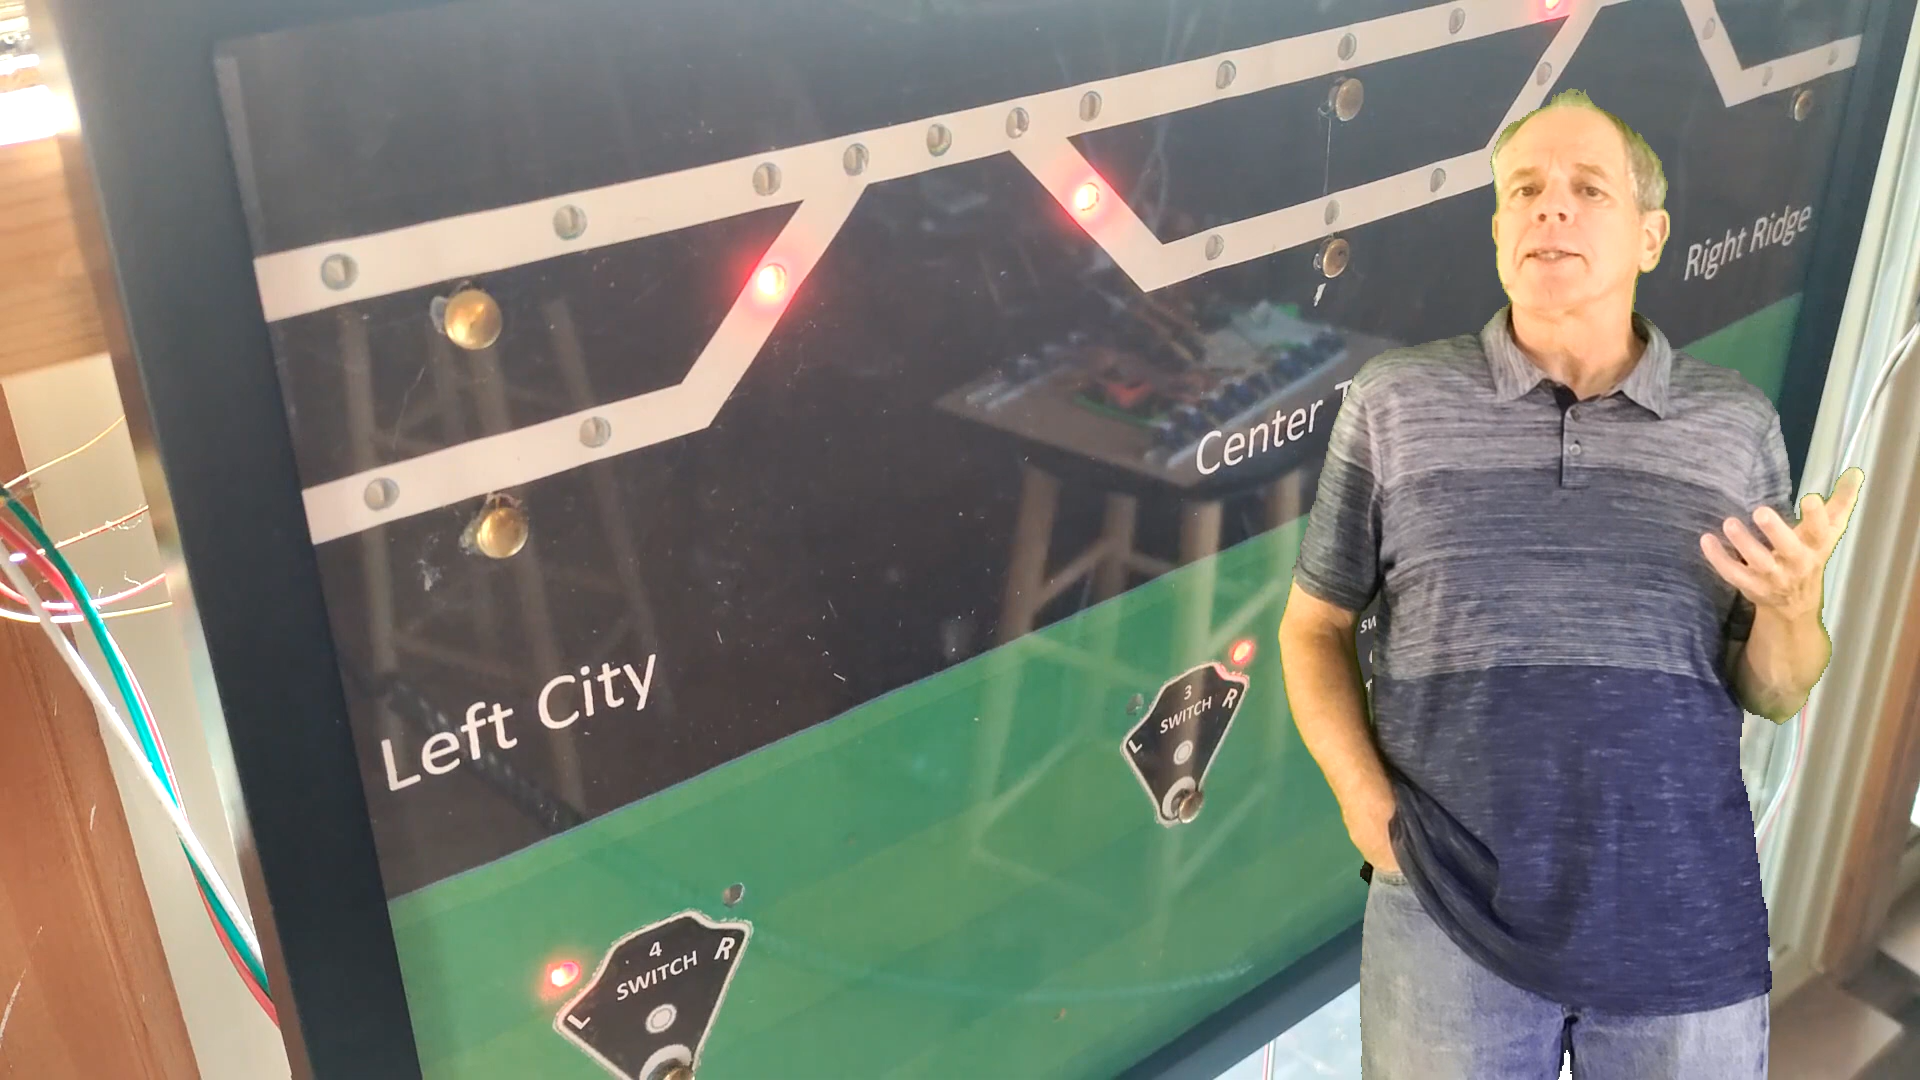 Right Ridge
Center
Left City
3
SWITCH
L R
4
SWITCH
L R